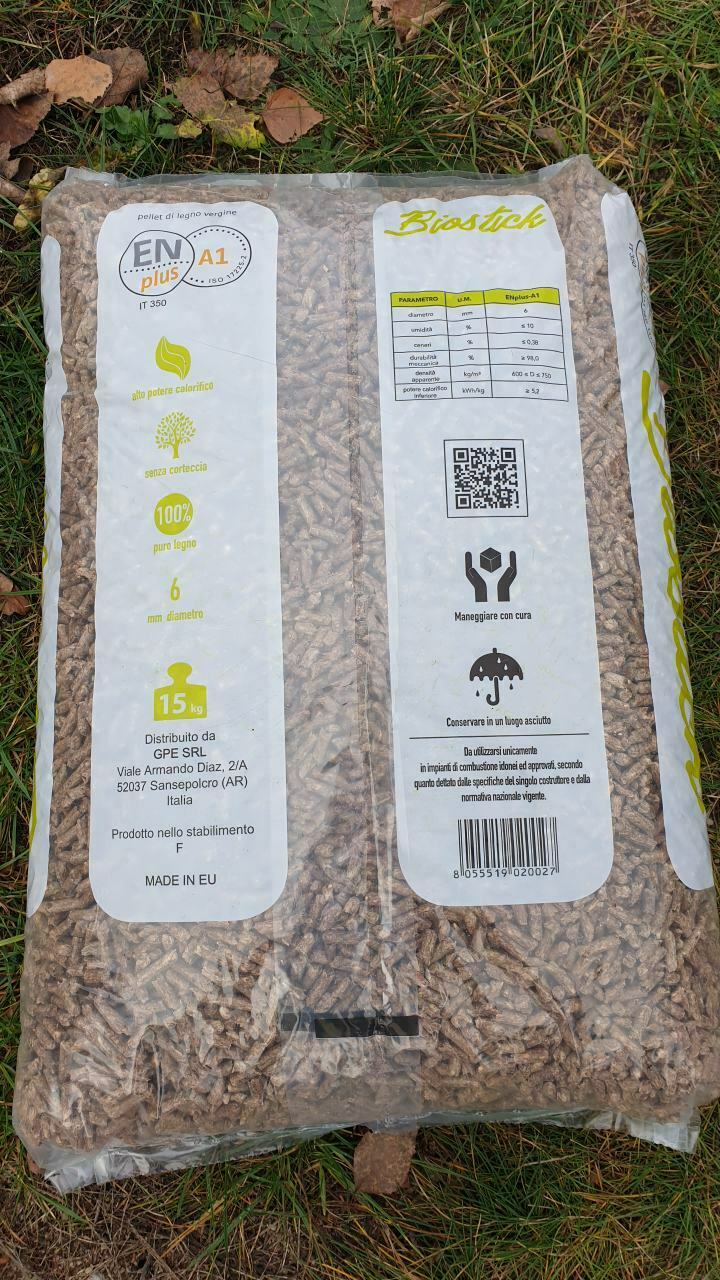 pellet di legno vergine
EN
plus
A1
ISO 17225-2
IT 350
alto potere calorifico
senza corteccia
100%
puro legno
6
mm diametro
15 kg
Distribuito da
GPE SRL
Viale Armando Diaz, 2/A
52037 Sansepolcro (AR)
Italia
Prodotto nello stabilimento
F
MADE IN EU
Biostick
PARAMETRO U.M. ENplus-A1
diametro mm 6
umidità % ≤ 10
ceneri % ≤ 0,38
durabilità
meccanica % ≥ 98,0
densità
apparente kg/m³ 600 ≤ D ≤ 750
potere calorifico
inferiore kWh/kg ≥ 5,2
Maneggiare con cura
Conservare in un luogo asciutto
Da utilizzarsi unicamente
in impianti di combustione idonei ed approvati, secondo
quanto dettato dalle specifiche del singolo costruttore e dalla
normativa nazionale vigente.
8 055519 020027